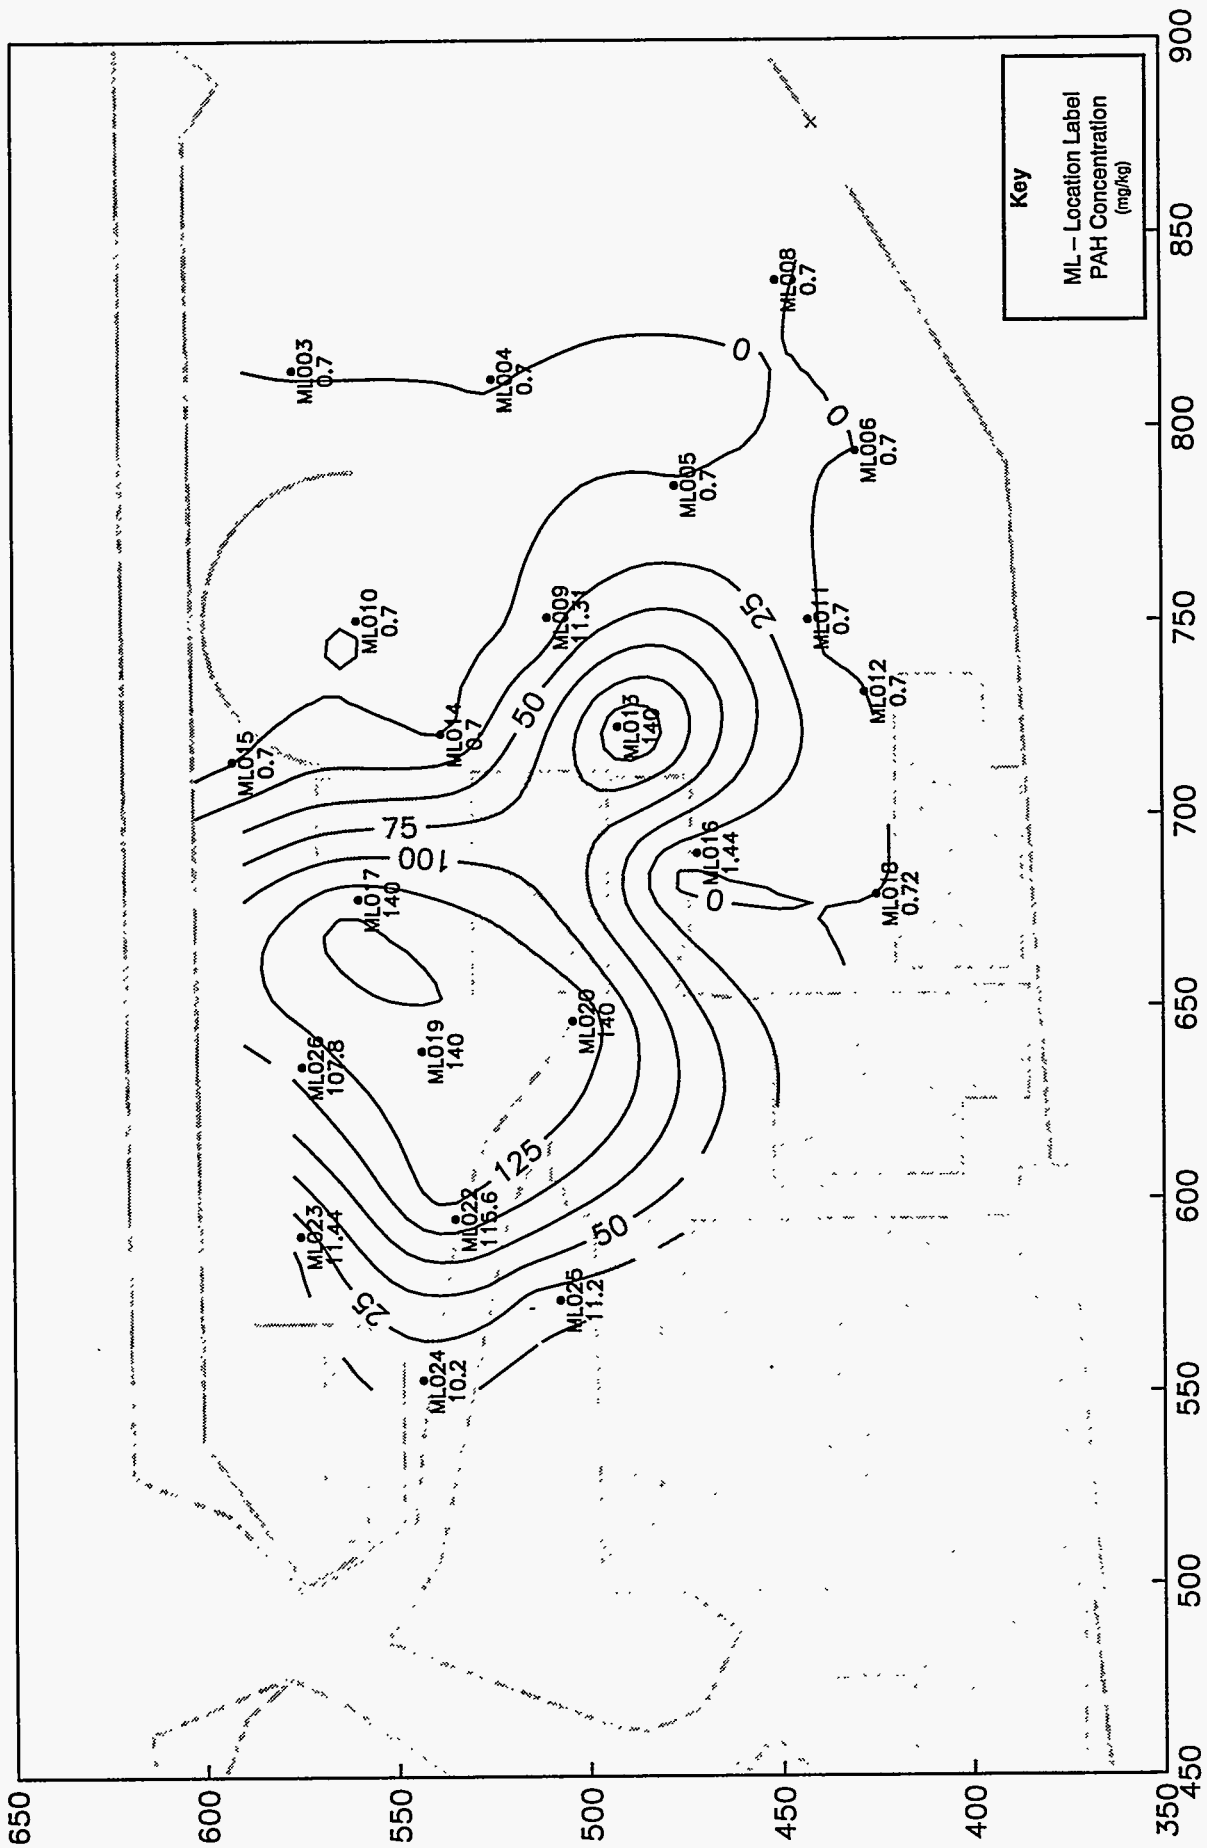 650
600
550
500
450
400
350
450
500
550
600
650
700
750
800
850
900
Key
ML – Location Label
PAH Concentration
(mg/kg)
ML003
0.7
ML004
0.7
ML005
0.7
ML008
0.7
ML006
0.7
ML010
0.7
ML009
11.31
ML011
0.7
ML012
0.7
ML015
0.7
ML014
0.7
ML013
140
ML016
1.44
ML018
0.72
ML017
140
ML026
107.8
ML019
140
ML020
140
ML023
11.44
ML022
115.6
ML025
11.2
ML024
10.2
0
0
0
25
50
75
100
125
50
25